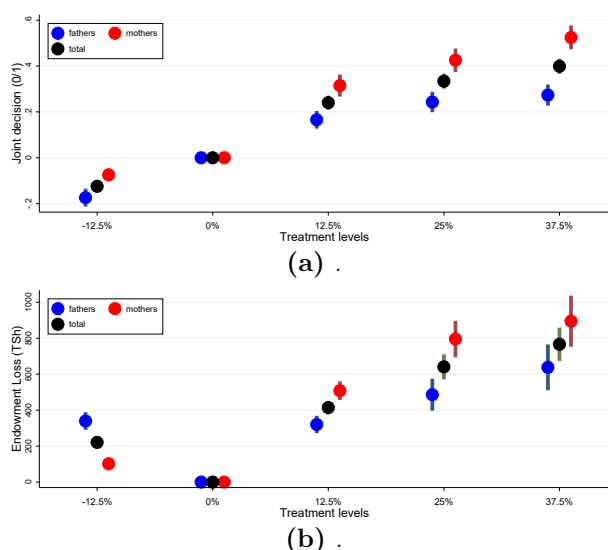 .6
.4
.2
0
-.2
Joint decision (0/1)
fathers mothers
total
-12.5% 0% 12.5% 25% 37.5%
Treatment levels
(a) .
1000
800
600
400
200
0
Endowment Loss (TSh)
fathers mothers
total
-12.5% 0% 12.5% 25% 37.5%
Treatment levels
(b) .